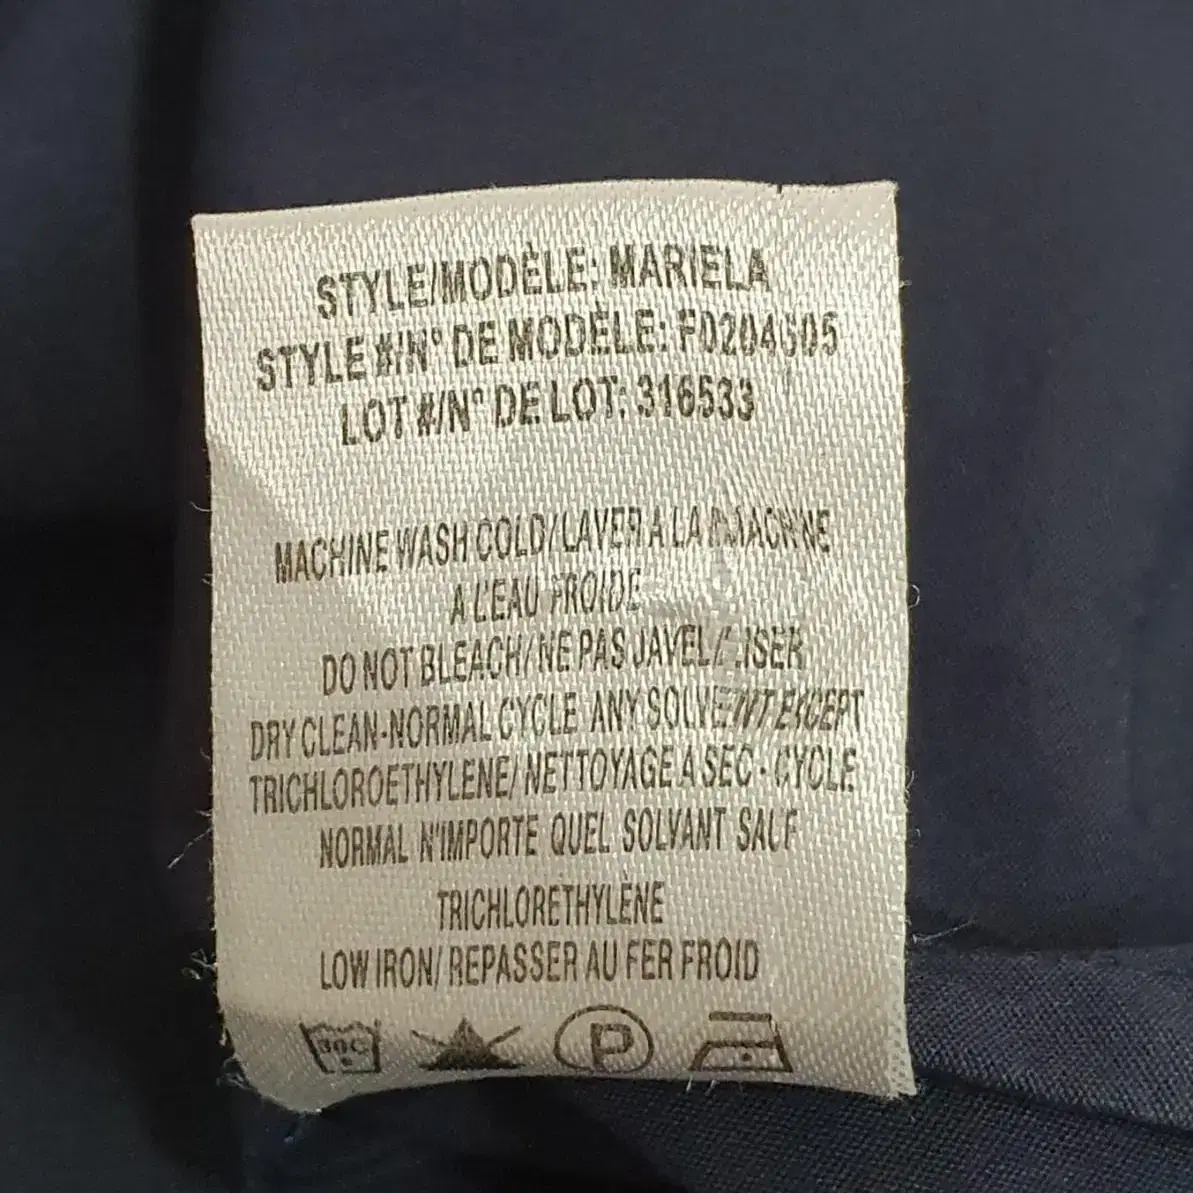 STYLE/MODÈLE: MARIELA
STYLE #/N° DE MODÈLE: F0204605
LOT #/N° DE LOT: 316533
MACHINE WASH COLD/LAVER A LA MACHINE
A L'EAU FROIDE
DO NOT BLEACH/NE PAS JAVELLISER
DRY CLEAN-NORMAL CYCLE ANY SOLVENT EXCEPT
TRICHLOROETHYLENE/ NETTOYAGE A SEC - CYCLE
NORMAL N'IMPORTE QUEL SOLVANT SAUF
TRICHLORETHYLÈNE
LOW IRON/ REPASSER AU FER FROID
30C P